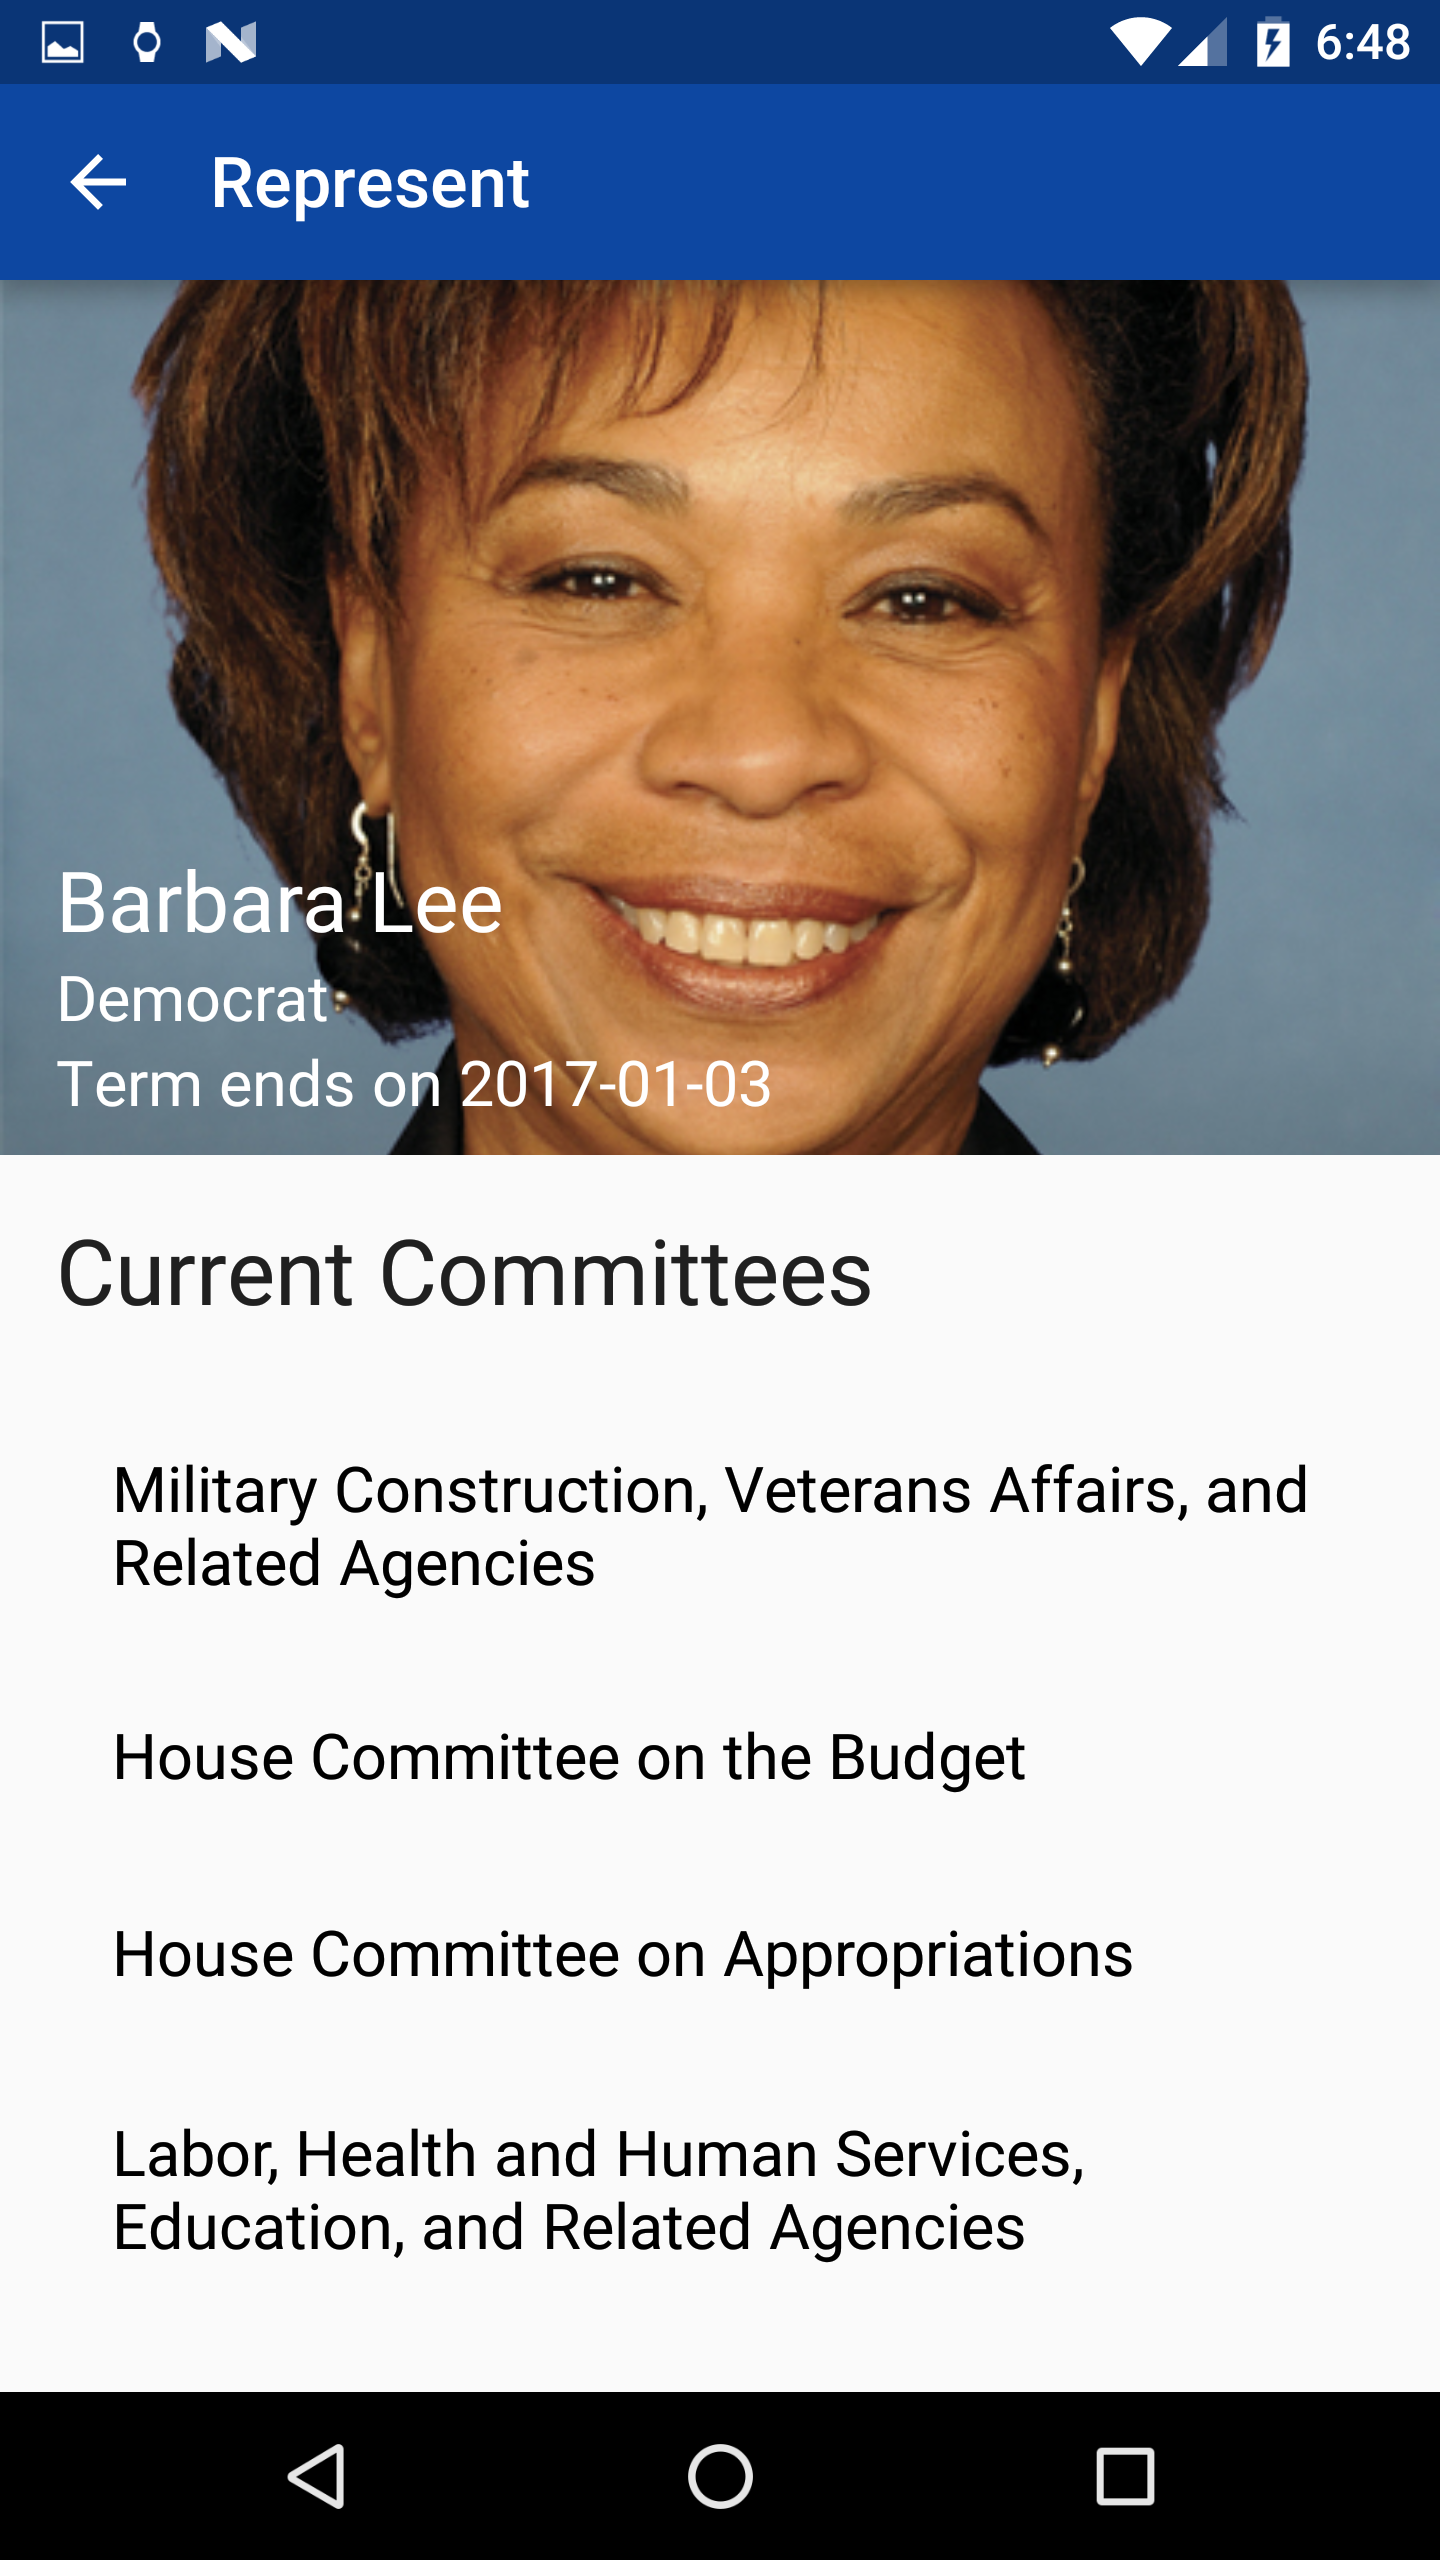 6:48
Represent
Barbara Lee
Democrat
Term ends on 2017-01-03
Current Committees
Military Construction, Veterans Affairs, and
Related Agencies
House Committee on the Budget
House Committee on Appropriations
Labor, Health and Human Services,
Education, and Related Agencies